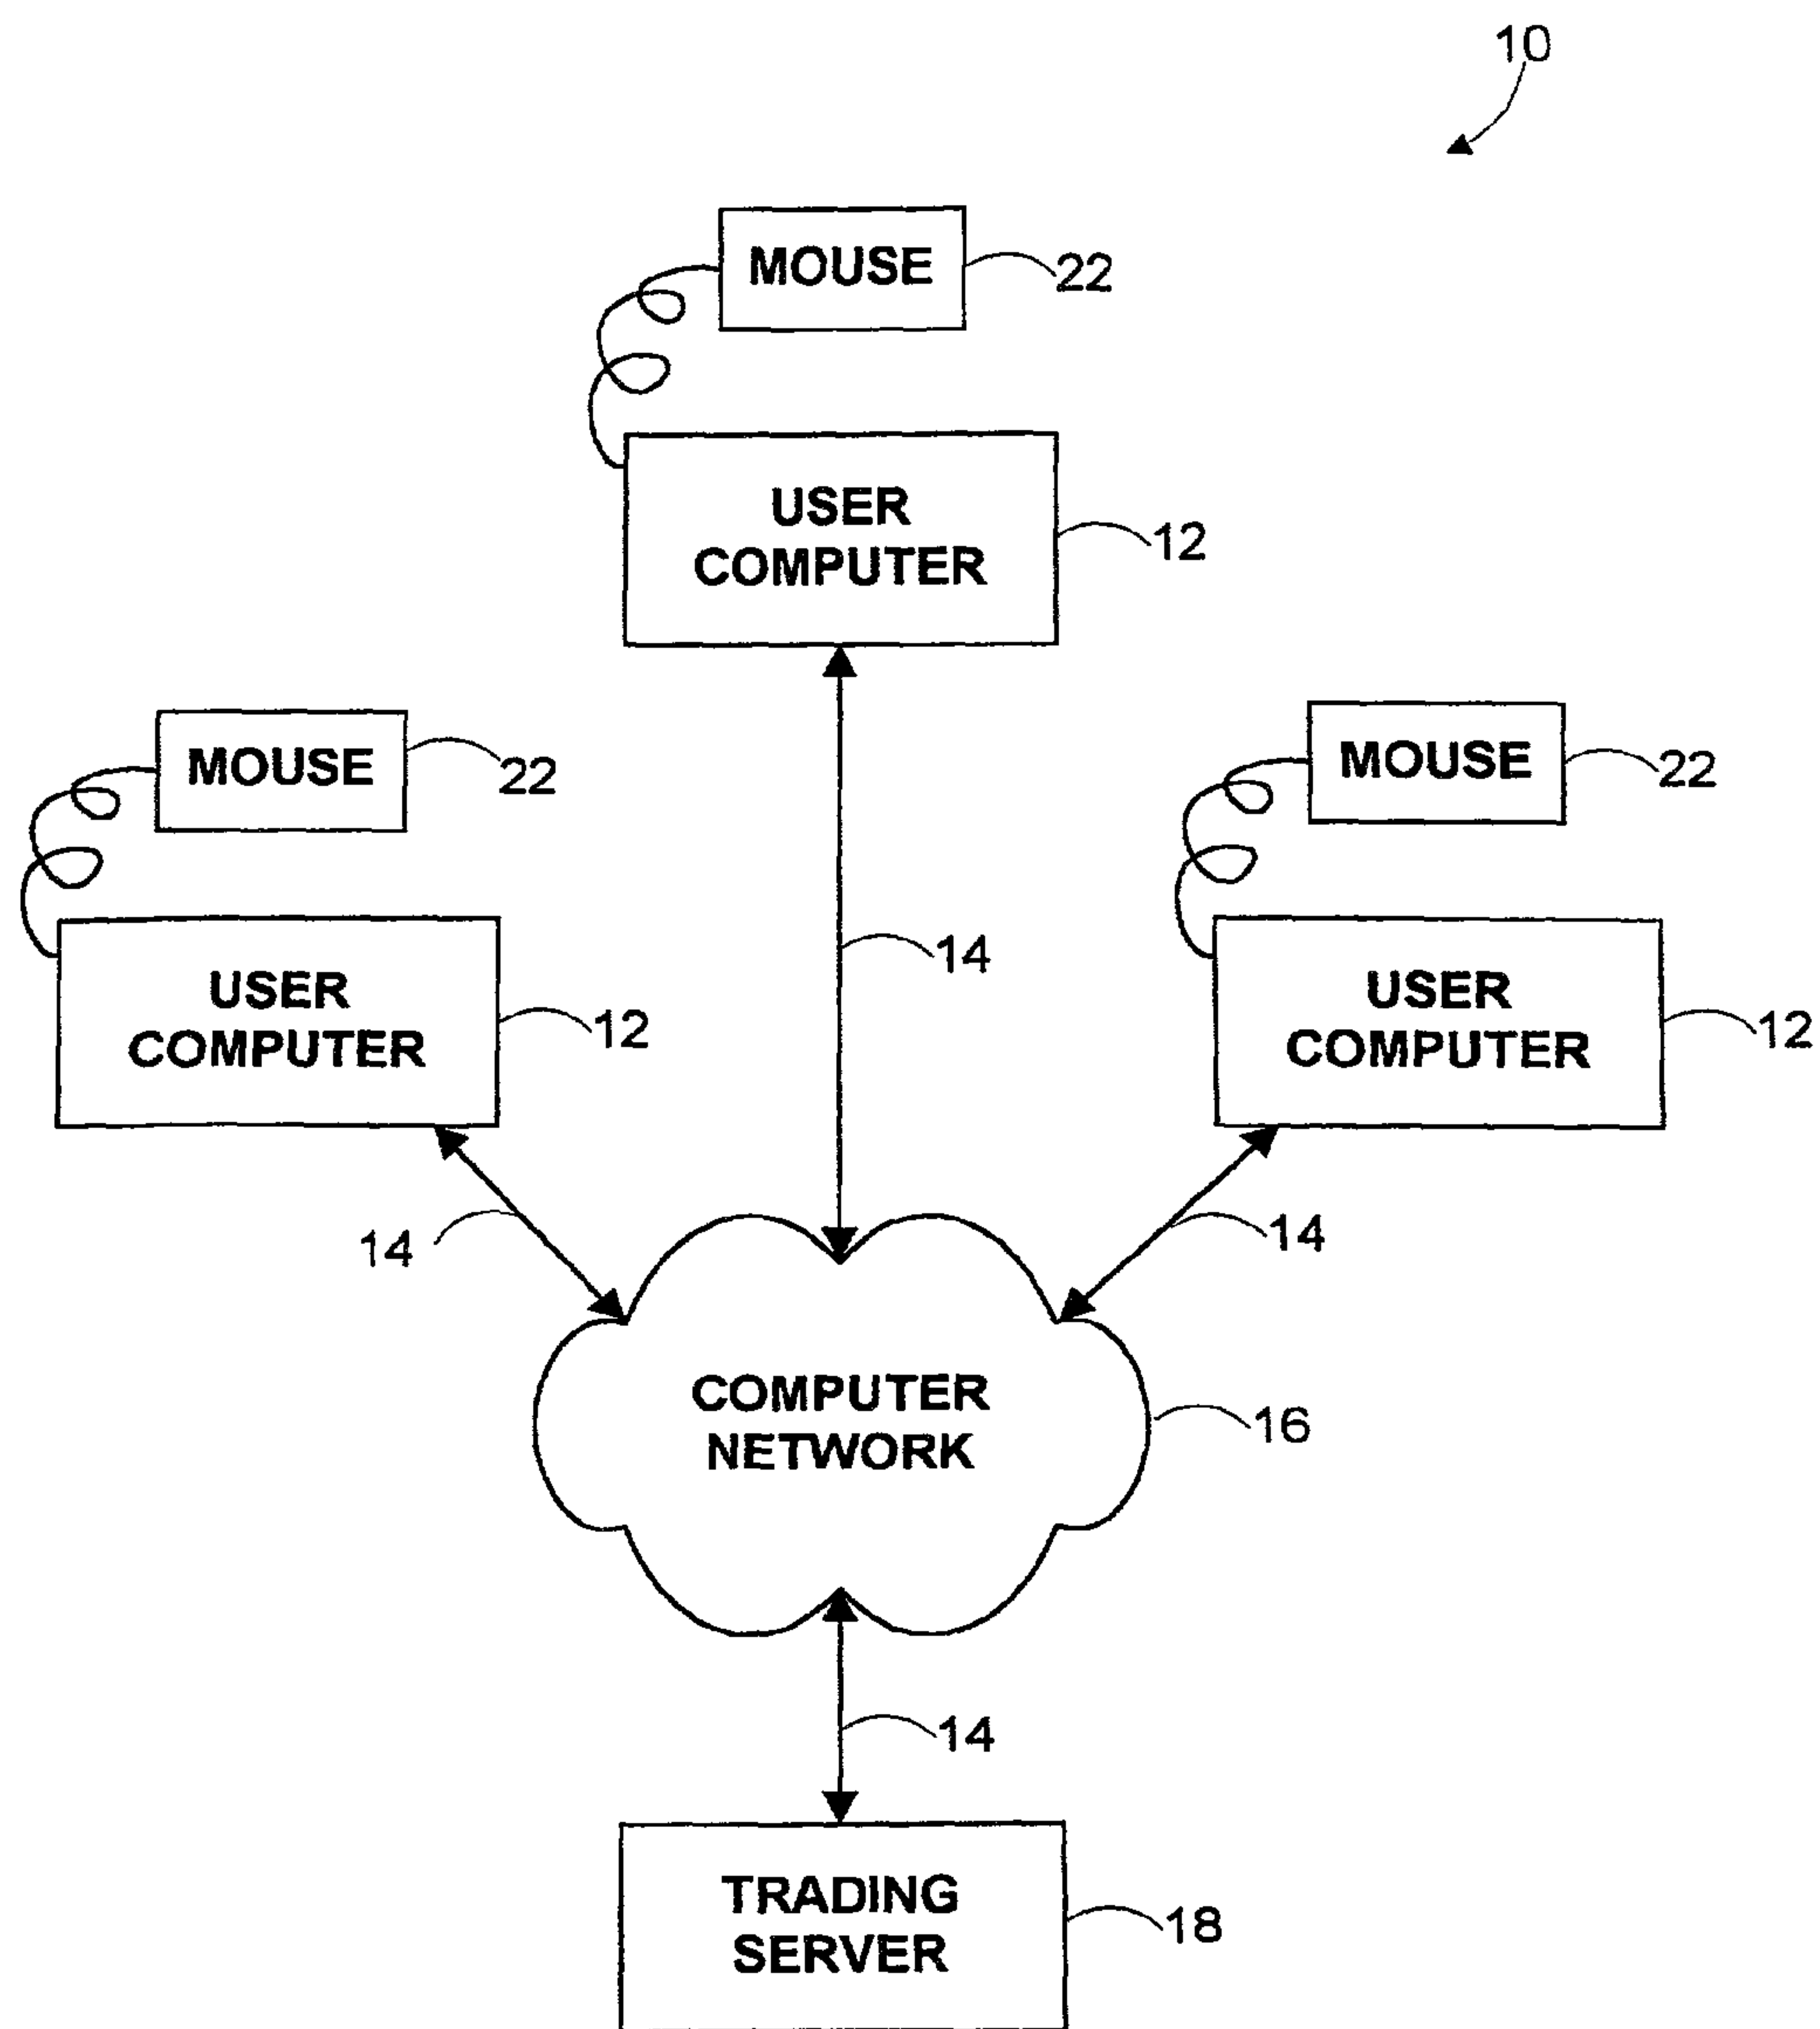 10
MOUSE
22
USER
COMPUTER
12
MOUSE
22
MOUSE
22
14
USER
COMPUTER
12
USER
COMPUTER
12
14
14
COMPUTER
NETWORK
16
14
TRADING
SERVER
18